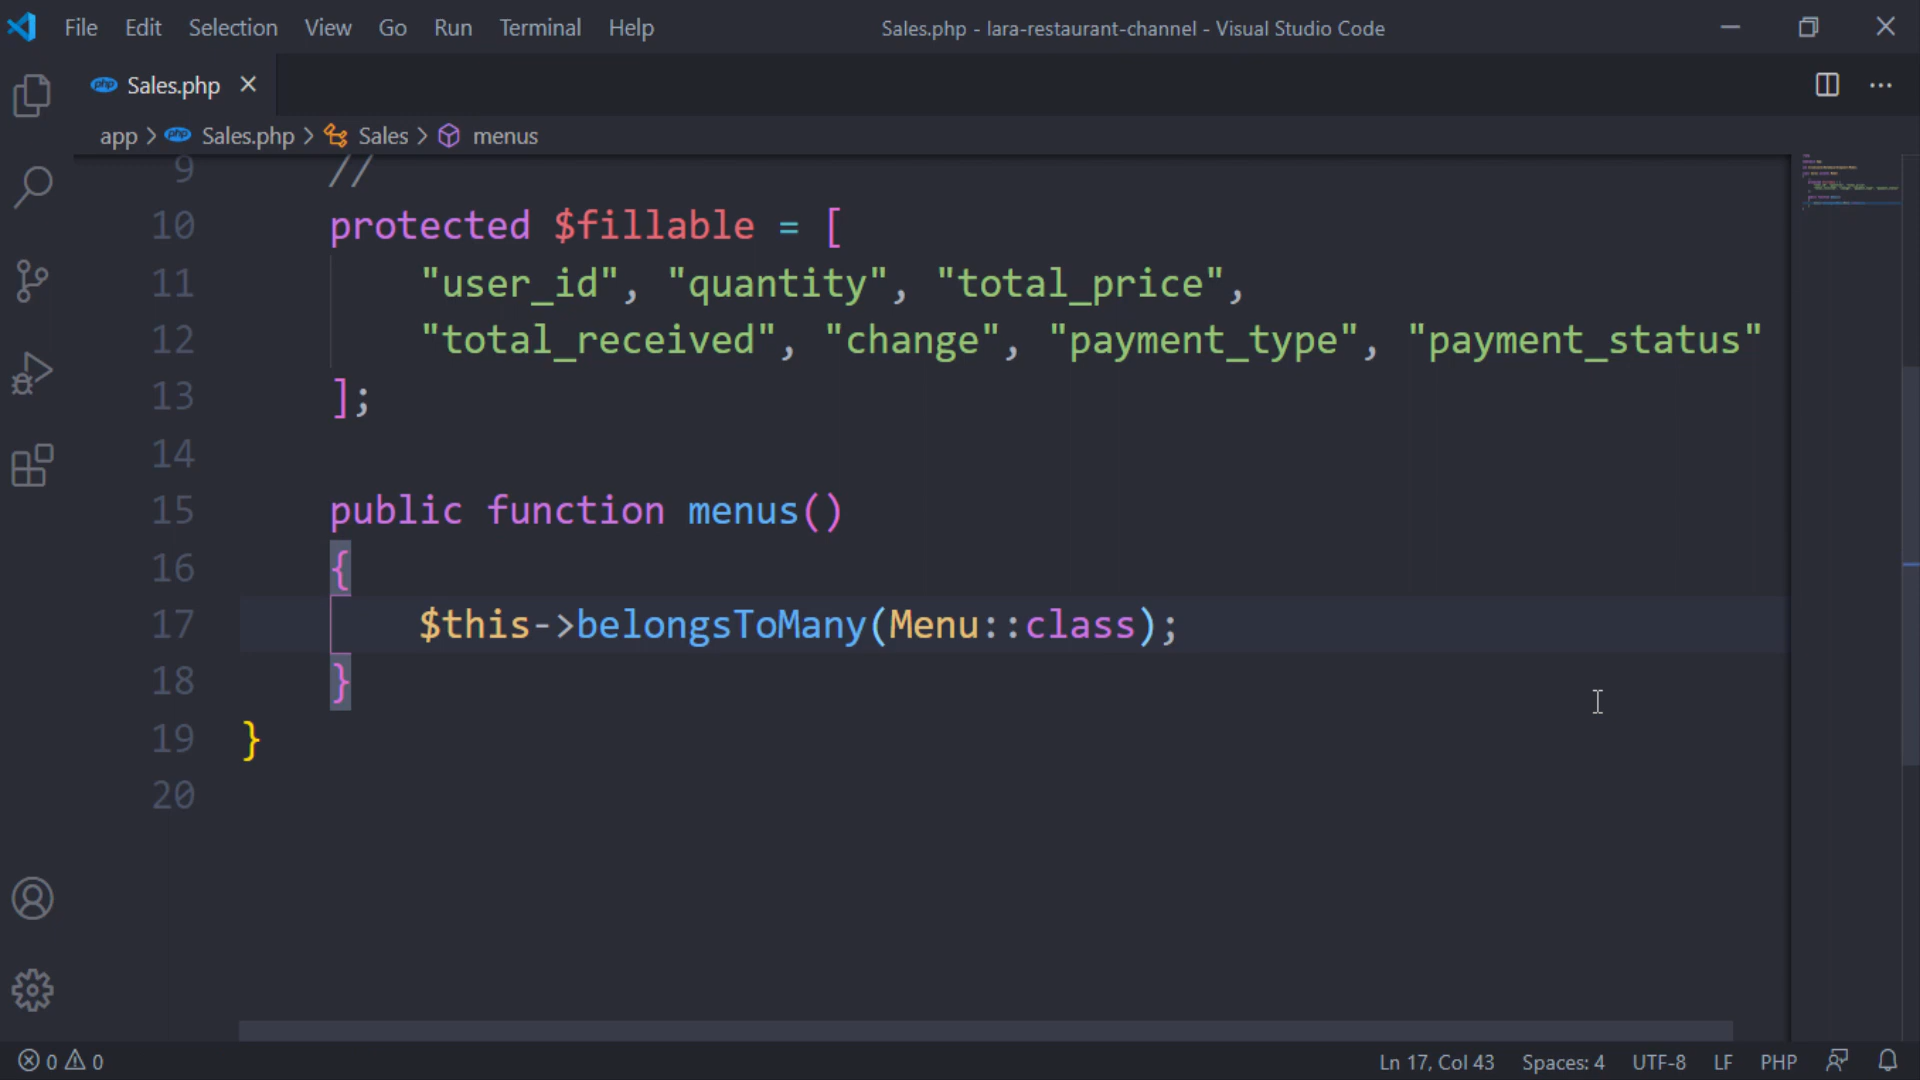 File Edit Selection View Go Run Terminal Help Sales.php - lara-restaurant-channel - Visual Studio Code
php Sales.php
app > php Sales.php > Sales > menus
9 //
10 protected $fillable = [
11 "user_id", "quantity", "total_price",
12 "total_received", "change", "payment_type", "payment_status"
13 ];
14
15 public function menus()
16 {
17 $this->belongsToMany(Menu::class);
18 }
19 }
20
0 0 Ln 17, Col 43 Spaces: 4 UTF-8 LF PHP